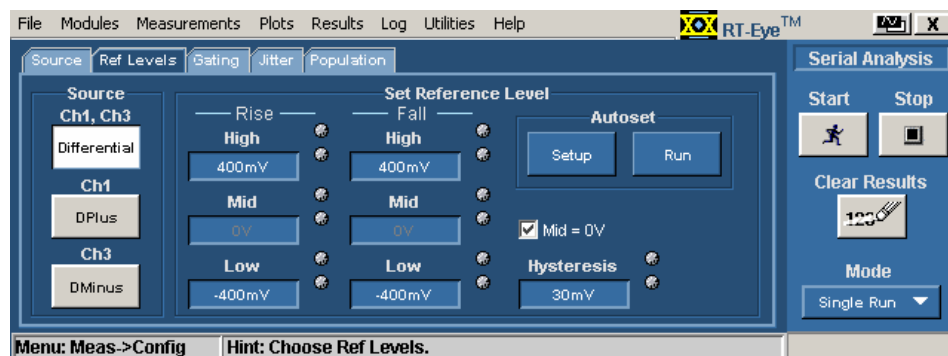 File Modules Measurements Plots Results Log Utilities Help RT-Eye™ X
Source Ref Levels Gating Jitter Population
Serial Analysis
Source
Ch1, Ch3
Differential
Ch1
DPlus
Ch3
DMinus
Set Reference Level
Rise
High
400mV
Mid
0V
Low
-400mV
Fall
High
400mV
Mid
0V
Low
-400mV
Autoset
Setup Run
Mid = 0V
Hysteresis
30mV
Start Stop
Clear Results
123
Mode
Single Run
Menu: Meas->Config Hint: Choose Ref Levels.